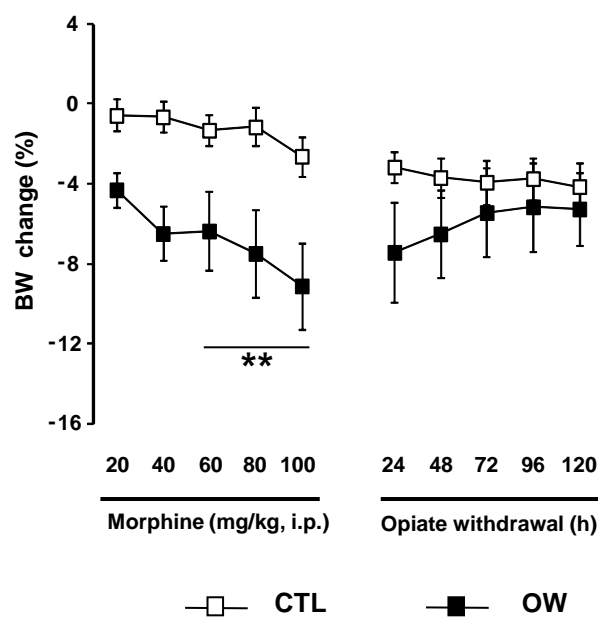 4
0
-4
-8
-12
-16
BW change (%)
**
20 40 60 80 100
24 48 72 96 120
Morphine (mg/kg, i.p.)
Opiate withdrawal (h)
CTL
OW